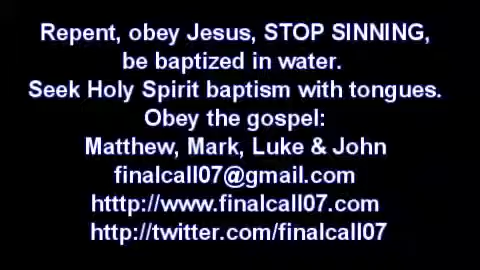 Repent, obey Jesus, STOP SINNING,
be baptized in water.
Seek Holy Spirit baptism with tongues.
Obey the gospel:
Matthew, Mark, Luke & John
finalcall07@gmail.com
htttp://www.finalcall07.com
http://twitter.com/finalcall07